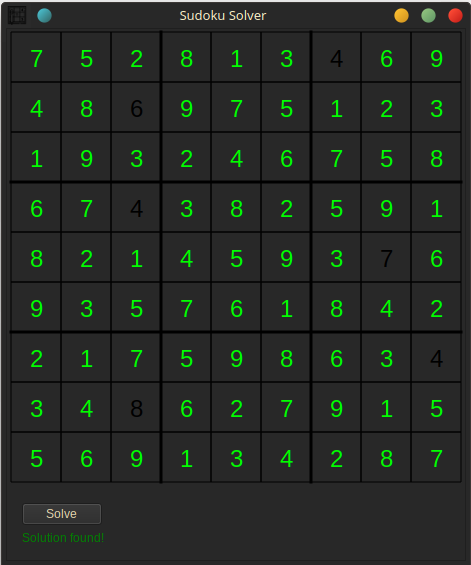 Sudoku Solver
7 5 2 8 1 3 4 6 9
4 8 6 9 7 5 1 2 3
1 9 3 2 4 6 7 5 8
6 7 4 3 8 2 5 9 1
8 2 1 4 5 9 3 7 6
9 3 5 7 6 1 8 4 2
2 1 7 5 9 8 6 3 4
3 4 8 6 2 7 9 1 5
5 6 9 1 3 4 2 8 7
Solve
Solution found!